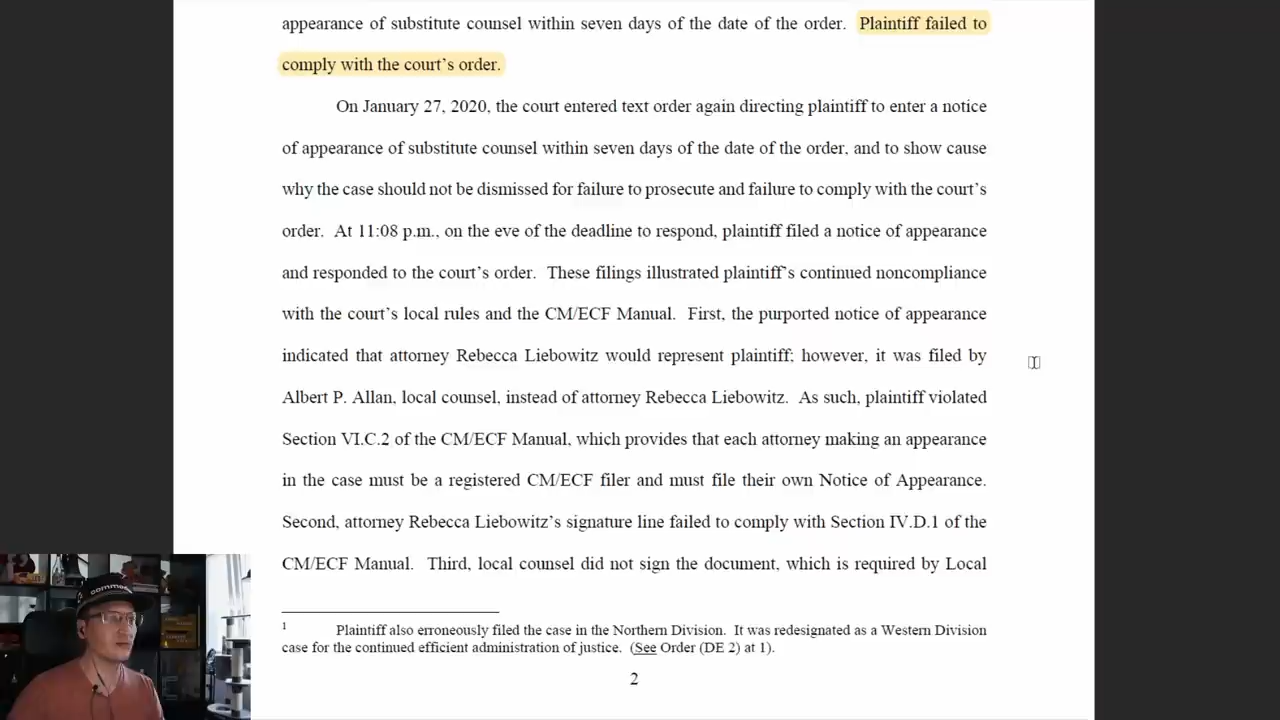 appearance of substitute counsel within seven days of the date of the order. Plaintiff failed to
comply with the court's order.
On January 27, 2020, the court entered text order again directing plaintiff to enter a notice
of appearance of substitute counsel within seven days of the date of the order, and to show cause
why the case should not be dismissed for failure to prosecute and failure to comply with the court's
order. At 11:08 p.m., on the eve of the deadline to respond, plaintiff filed a notice of appearance
and responded to the court's order. These filings illustrated plaintiff's continued noncompliance
with the court's local rules and the CM/ECF Manual. First, the purported notice of appearance
indicated that attorney Rebecca Liebowitz would represent plaintiff; however, it was filed by
Albert P. Allan, local counsel, instead of attorney Rebecca Liebowitz. As such, plaintiff violated
Section VI.C.2 of the CM/ECF Manual, which provides that each attorney making an appearance
in the case must be a registered CM/ECF filer and must file their own Notice of Appearance.
Second, attorney Rebecca Liebowitz's signature line failed to comply with Section IV.D.1 of the
CM/ECF Manual. Third, local counsel did not sign the document, which is required by Local
1 Plaintiff also erroneously filed the case in the Northern Division. It was redesignated as a Western Division
case for the continued efficient administration of justice. (See Order (DE 2) at 1).
2